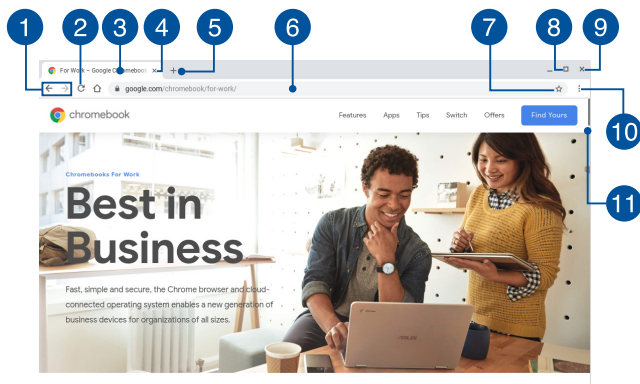 1 2 3 4 5 6 7 8 9
For Work – Google Chromeboo
google.com/chromebook/for-work/
10
chromebook
Features Apps Tips Switch Offers Find Yours
11
Chromebooks For Work
Best in
Business
Fast, simple and secure, the Chrome browser and cloud-
connected operating system enables a new generation of
business devices for organizations of all sizes.
ASUS